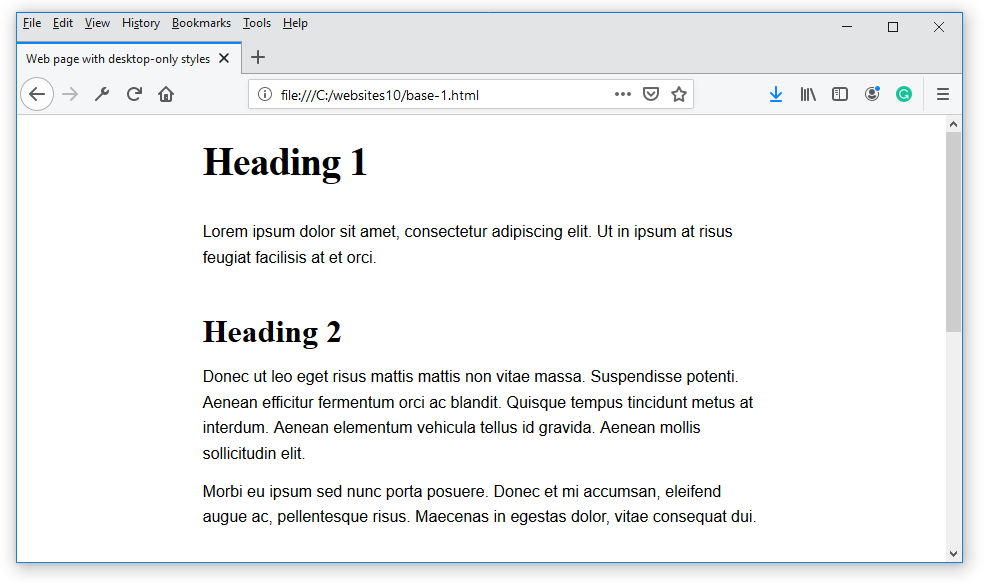 File Edit View History Bookmarks Tools Help
Web page with desktop-only styles
file:///C:/websites10/base-1.html
Heading 1
Lorem ipsum dolor sit amet, consectetur adipiscing elit. Ut in ipsum at risus
feugiat facilisis at et orci.
Heading 2
Donec ut leo eget risus mattis mattis non vitae massa. Suspendisse potenti.
Aenean efficitur fermentum orci ac blandit. Quisque tempus tincidunt metus at
interdum. Aenean elementum vehicula tellus id gravida. Aenean mollis
sollicitudin elit.
Morbi eu ipsum sed nunc porta posuere. Donec et mi accumsan, eleifend
augue ac, pellentesque risus. Maecenas in egestas dolor, vitae consequat dui.